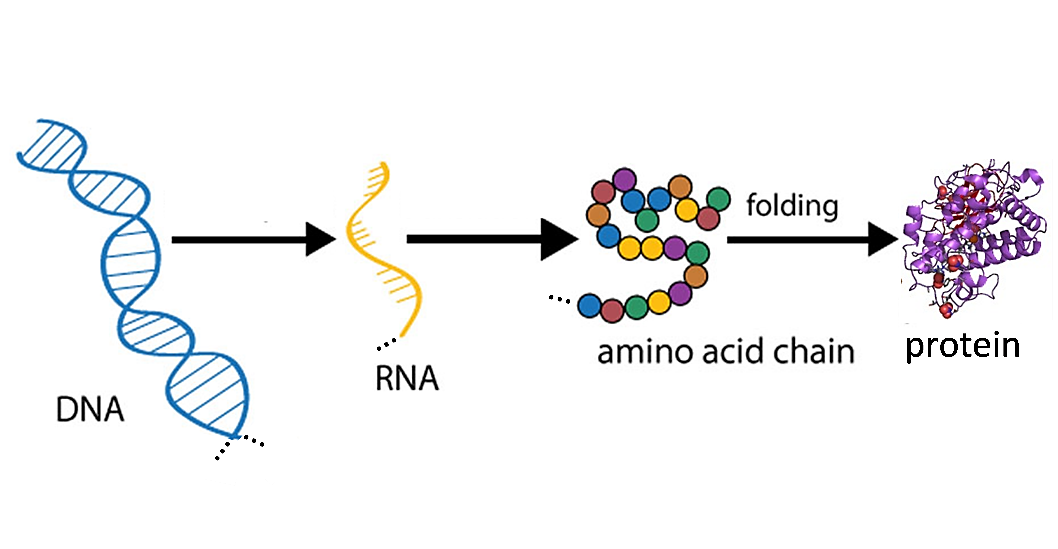 DNA
RNA
amino acid chain
folding
protein